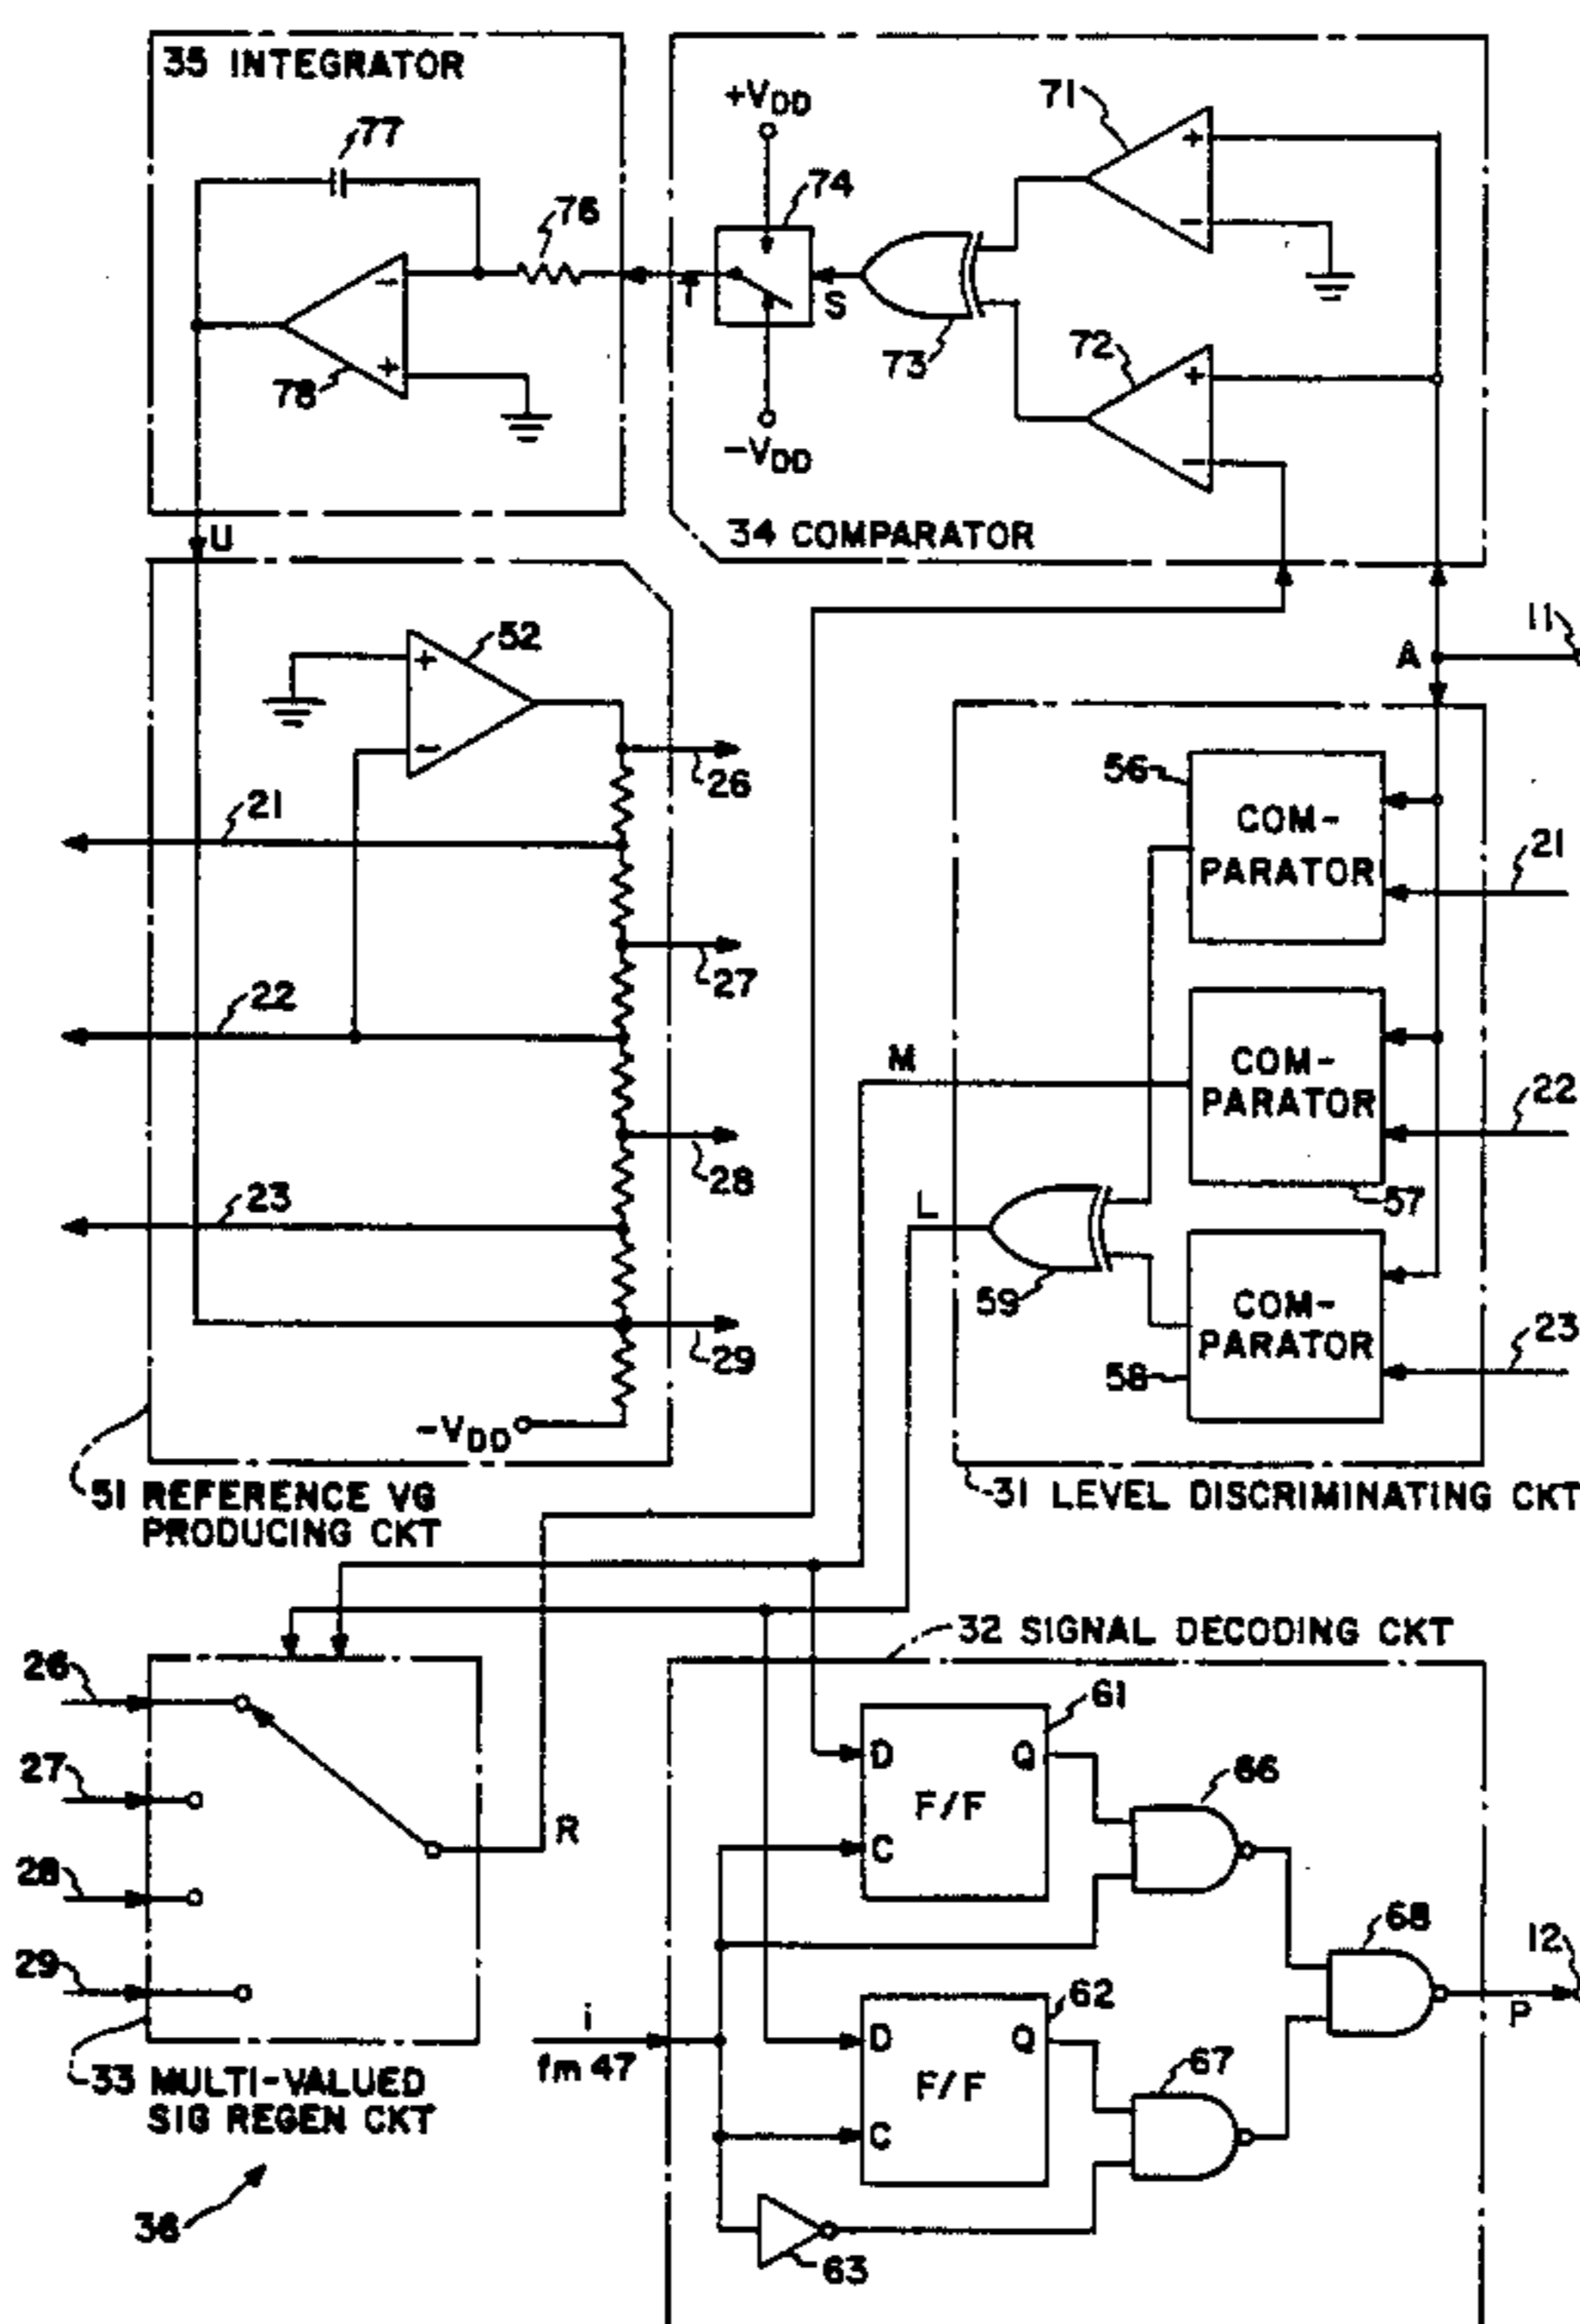 35 INTEGRATOR
77
76
78
+VDD
74
71
T
S
73
72
-VDD
34 COMPARATOR
+
-
+
-
-
+
U
52
+
-
26
21
27
22
28
23
29
-VDD
51 REFERENCE VG
PRODUCING CKT
A
11
56
COM-
PARATOR
21
M
COM-
PARATOR
22
57
L
59
COM-
PARATOR
58
23
31 LEVEL DISCRIMINATING CKT
32 SIGNAL DECODING CKT
26
27
28
29
R
33 MULTI-VALUED
SIG REGEN CKT
36
i
fm 47
61
D
Q
F/F
C
66
62
D
Q
F/F
C
67
68
12
P
63